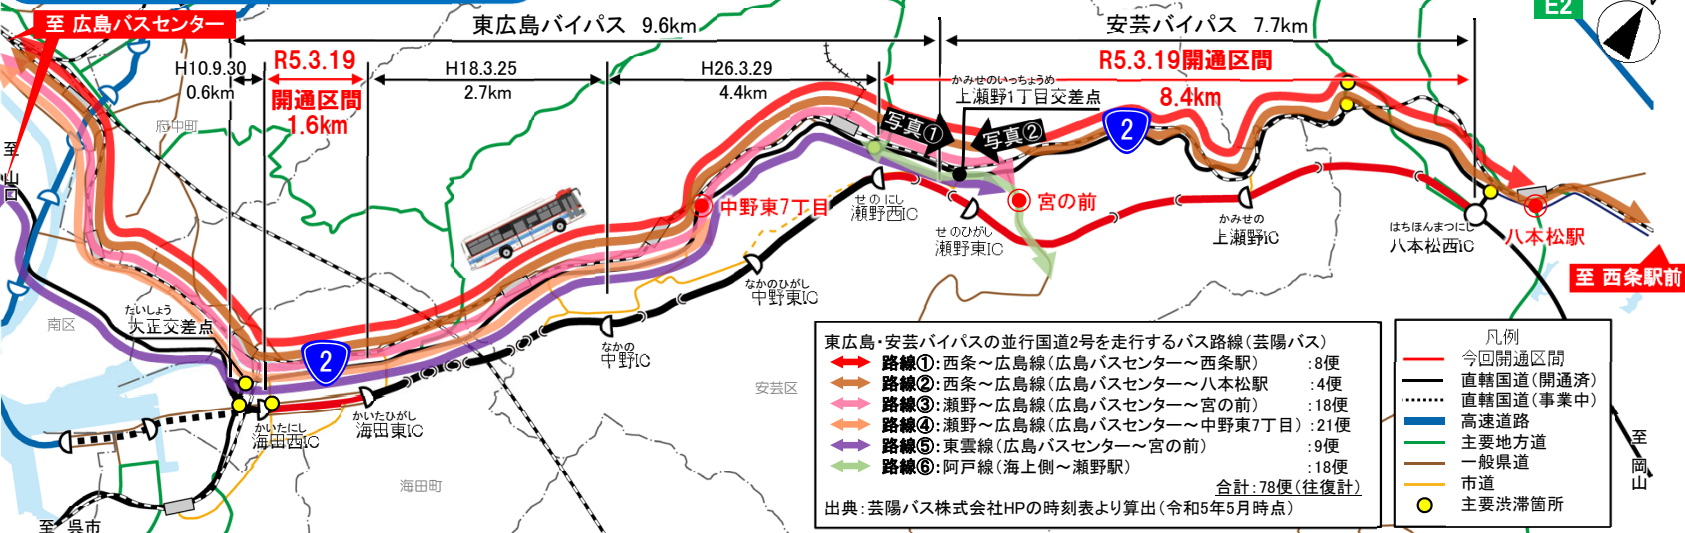 至 広島バスセンター
東広島バイパス 9.6km
安芸バイパス 7.7km
E2
H10.9.30
0.6km
R5.3.19
開通区間
1.6km
H18.3.25
2.7km
H26.3.29
4.4km
R5.3.19開通区間
8.4km
かみせのいっちょうめ
上瀬野1丁目交差点
写真①
写真②
2
府中町
至 山口
中野東7丁目
せのにし
瀬野西IC
せのひがし
瀬野東IC
宮の前
かみせの
上瀬野IC
はちほんまつにし
八本松西IC
八本松駅
至 西条駅前
なかのひがし
中野東IC
なかの
中野IC
たいしょう
大正交差点
南区
2
かいたにし
海田西IC
かいたひがし
海田東IC
海田町
安芸区
至 呉市
至 岡山
東広島・安芸バイパスの並行国道2号を走行するバス路線(芸陽バス)
路線①:西条～広島線(広島バスセンター～西条駅) :8便
路線②:西条～広島線(広島バスセンター～八本松駅 :4便
路線③:瀬野～広島線(広島バスセンター～宮の前) :18便
路線④:瀬野～広島線(広島バスセンター～中野東7丁目) :21便
路線⑤:東雲線(広島バスセンター～宮の前) :9便
路線⑥:阿戸線(海上側～瀬野駅) :18便
合計:78便(往復計)
出典:芸陽バス株式会社HPの時刻表より算出(令和5年5月時点)
凡例
今回開通区間
直轄国道(開通済)
直轄国道(事業中)
高速道路
主要地方道
一般県道
市道
主要渋滞箇所